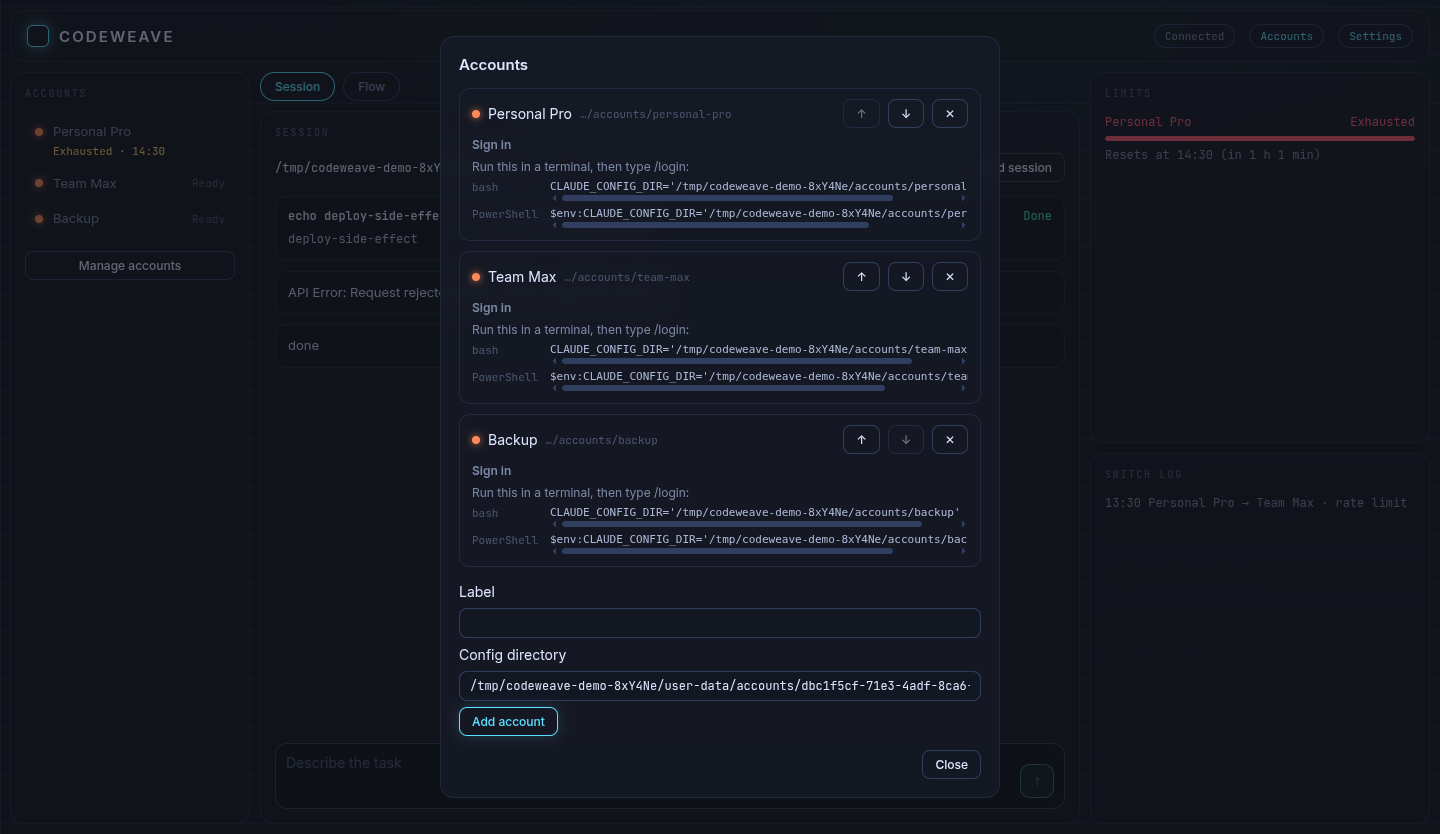 CODEWEAVE
Connected
Accounts
Settings
ACCOUNTS
Personal Pro
Exhausted · 14:30
Team Max
Ready
Backup
Ready
Manage accounts
Session
Flow
SESSION
/tmp/codeweave-demo-8xY
d session
echo deploy-side-effe
Done
deploy-side-effect
API Error: Request rejecte
done
Describe the task
↑
Accounts
Personal Pro …/accounts/personal-pro
↑ ↓ ✕
Sign in
Run this in a terminal, then type /login:
bash CLAUDE_CONFIG_DIR='/tmp/codeweave-demo-8xY4Ne/accounts/personal
PowerShell $env:CLAUDE_CONFIG_DIR='/tmp/codeweave-demo-8xY4Ne/accounts/per
Team Max …/accounts/team-max
↑ ↓ ✕
Sign in
Run this in a terminal, then type /login:
bash CLAUDE_CONFIG_DIR='/tmp/codeweave-demo-8xY4Ne/accounts/team-max
PowerShell $env:CLAUDE_CONFIG_DIR='/tmp/codeweave-demo-8xY4Ne/accounts/tea
Backup …/accounts/backup
↑ ↓ ✕
Sign in
Run this in a terminal, then type /login:
bash CLAUDE_CONFIG_DIR='/tmp/codeweave-demo-8xY4Ne/accounts/backup'
PowerShell $env:CLAUDE_CONFIG_DIR='/tmp/codeweave-demo-8xY4Ne/accounts/bac
Label
Config directory
/tmp/codeweave-demo-8xY4Ne/user-data/accounts/dbc1f5cf-71e3-4adf-8ca6-
Add account
Close
LIMITS
Personal Pro
Exhausted
Resets at 14:30 (in 1 h 1 min)
SWITCH LOG
13:30 Personal Pro → Team Max · rate limit